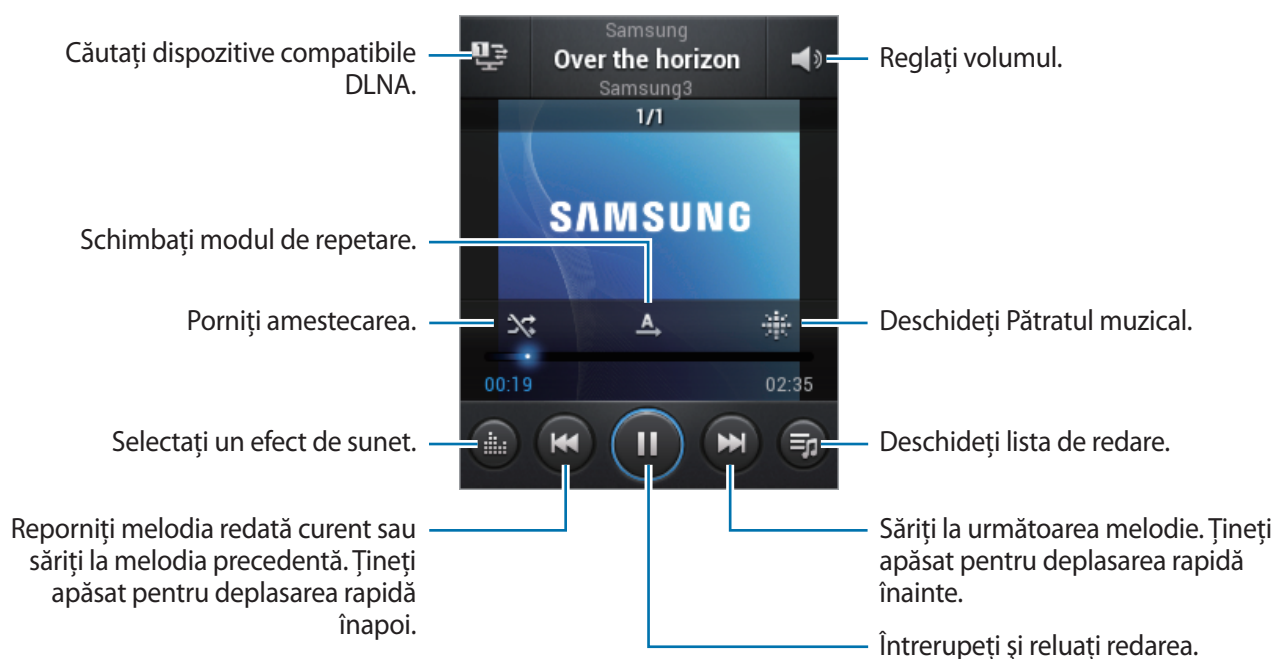 Căutați dispozitive compatibile
DLNA.
Samsung
Over the horizon
Samsung3
Reglați volumul.
1/1
SAMSUNG
Schimbați modul de repetare.
Porniți amestecarea.
A
Deschideți Pătratul muzical.
00:19
02:35
Selectați un efect de sunet.
Deschideți lista de redare.
Reporniți melodia redată curent sau
săriți la melodia precedentă. Țineți
apăsat pentru deplasarea rapidă
înapoi.
Săriți la următoarea melodie. Țineți
apăsat pentru deplasarea rapidă
înainte.
Întrerupeți şi reluați redarea.